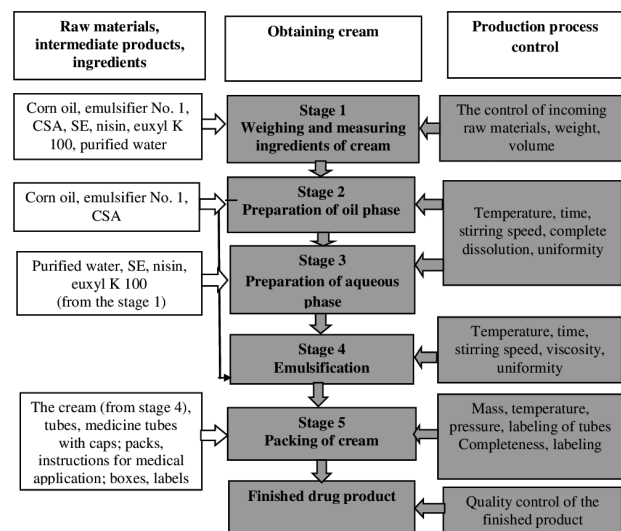 Raw materials,
intermediate products,
ingredients
Obtaining cream
Production process
control
Corn oil, emulsifier No. 1,
CSA, SE, nisin, euxyl K
100, purified water
Stage 1
Weighing and measuring
ingredients of cream
The control of incoming
raw materials, weight,
volume
Corn oil, emulsifier No. 1,
CSA
Stage 2
Preparation of oil phase
Temperature, time,
stirring speed, complete
dissolution, uniformity
Purified water, SE, nisin,
euxyl K 100
(from the stage 1)
Stage 3
Preparation of aqueous
phase
Stage 4
Emulsification
Temperature, time,
stirring speed, viscosity,
uniformity
The cream (from stage 4),
tubes, medicine tubes
with caps; packs,
instructions for medical
application; boxes, labels
Stage 5
Packing of cream
Mass, temperature,
pressure, labeling of tubes
Completeness, labeling
Finished drug product
Quality control of the
finished product